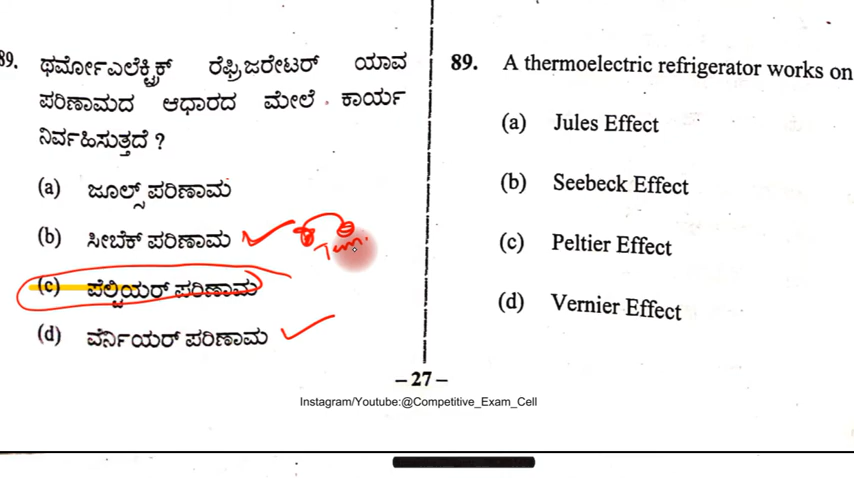 89. ಥರ್ಮೋಎಲೆಕ್ಟ್ರಿಕ್ ರೆಫ್ರಿಜರೇಟರ್ ಯಾವ
ಪರಿಣಾಮದ ಆಧಾರದ ಮೇಲೆ ಕಾರ್ಯ
ನಿರ್ವಹಿಸುತ್ತದೆ ?
(a) ಜೂಲ್ಸ್ ಪರಿಣಾಮ
(b) ಸೀಬೆಕ್ ಪರಿಣಾಮ
(c) ಪೆಲ್ಟಿಯರ್ ಪರಿಣಾಮ
(d) ವೆರ್ನಿಯರ್ ಪರಿಣಾಮ
89. A thermoelectric refrigerator works on
(a) Jules Effect
(b) Seebeck Effect
(c) Peltier Effect
(d) Vernier Effect
– 27 –
Instagram/Youtube:@Competitive_Exam_Cell